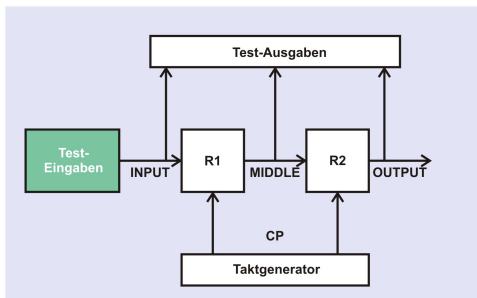 Test-Ausgaben
Test-
Eingaben
INPUT
R1
MIDDLE
R2
OUTPUT
CP
Taktgenerator